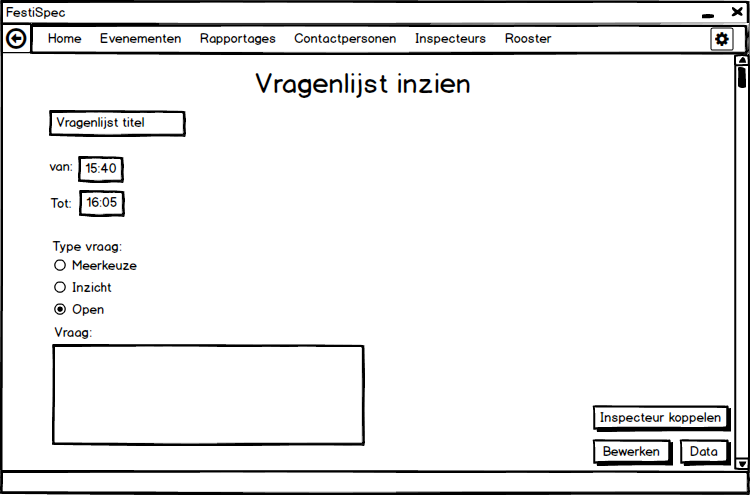 FestiSpec
Home Evenementen Rapportages Contactpersonen Inspecteurs Rooster
Vragenlijst inzien
Vragenlijst titel
van: 15:40
Tot: 16:05
Type vraag:
Meerkeuze
Inzicht
Open
Vraag:
Inspecteur koppelen
Bewerken Data